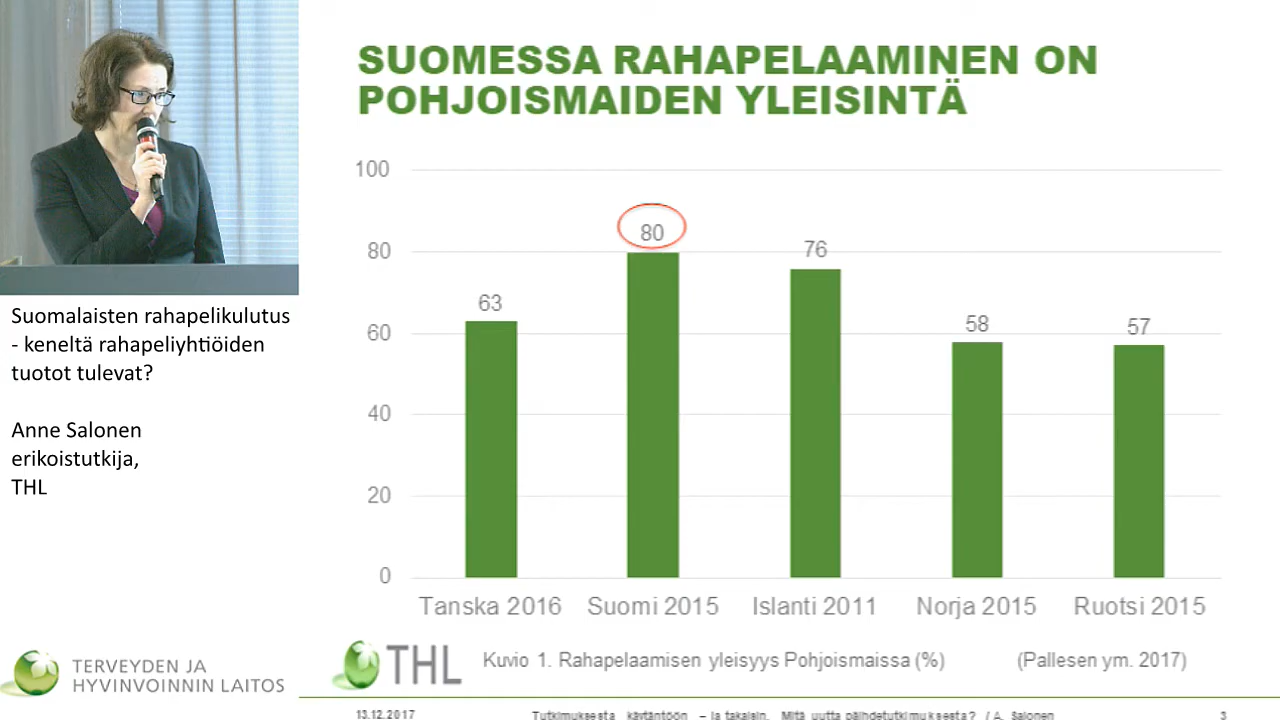 SUOMESSA RAHAPELAAMINEN ON
POHJOISMAIDEN YLEISINTÄ
100
80
60
40
20
0
63
80
76
58
57
Tanska 2016
Suomi 2015
Islanti 2011
Norja 2015
Ruotsi 2015
Suomalaisten rahapelikulutus
- keneltä rahapeliyhtiöiden
tuotot tulevat?
Anne Salonen
erikoistutkija,
THL
TERVEYDEN JA
HYVINVOINNIN LAITOS
THL
Kuvio 1. Rahapelaamisen yleisyys Pohjoismaissa (%)
(Pallesen ym. 2017)
13.12.2017
Tutkimuksesta käytäntöön – ja takaisin. Mitä uutta päihdetutkimuksesta? / A. Salonen
3